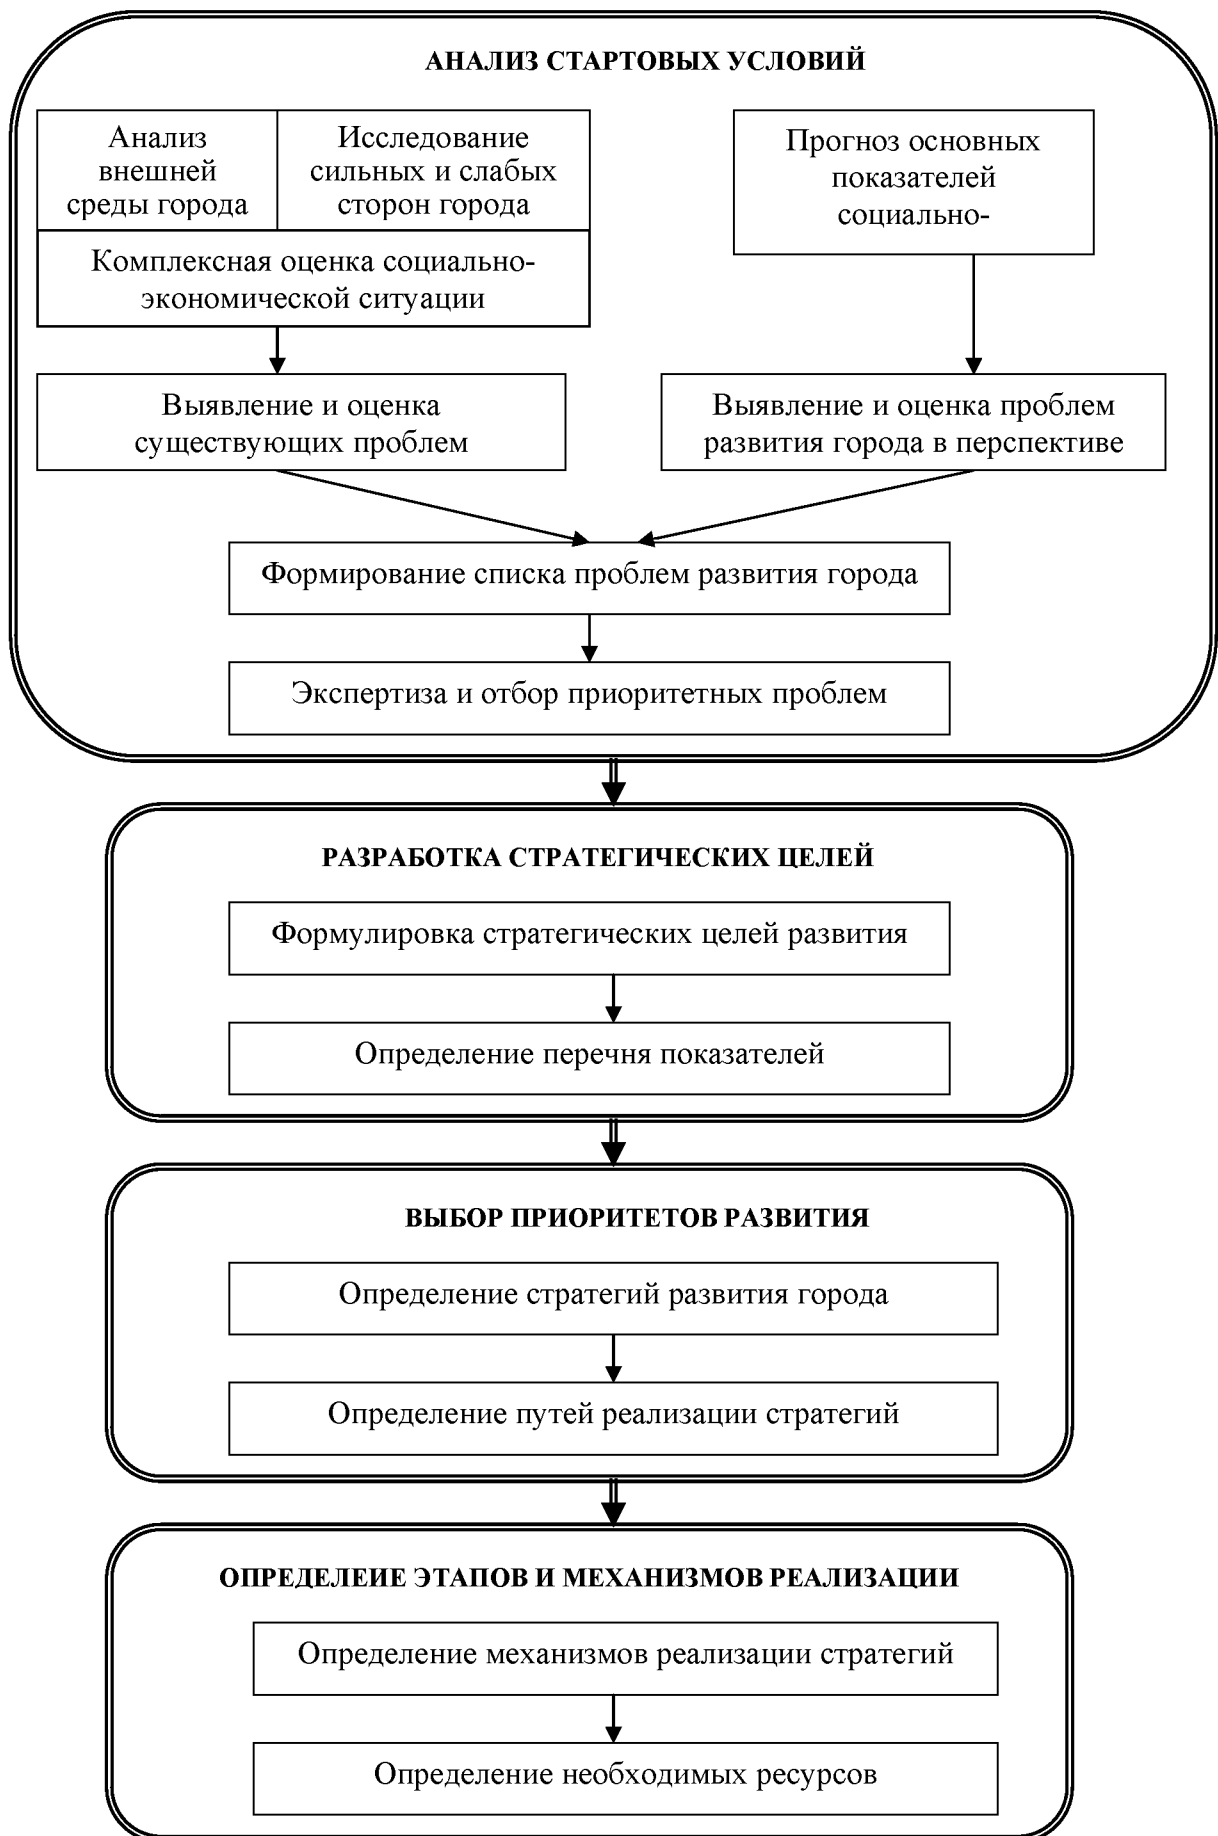 АНАЛИЗ СТАРТОВЫХ УСЛОВИЙ
Анализ
внешней
среды города
Исследование
сильных и слабых
сторон города
Комплексная оценка социально-
экономической ситуации
Прогноз основных
показателей
социально-
Выявление и оценка
существующих проблем
Выявление и оценка проблем
развития города в перспективе
Формирование списка проблем развития города
Экспертиза и отбор приоритетных проблем
РАЗРАБОТКА СТРАТЕГИЧЕСКИХ ЦЕЛЕЙ
Формулировка стратегических целей развития
Определение перечня показателей
ВЫБОР ПРИОРИТЕТОВ РАЗВИТИЯ
Определение стратегий развития города
Определение путей реализации стратегий
ОПРЕДЕЛЕИЕ ЭТАПОВ И МЕХАНИЗМОВ РЕАЛИЗАЦИИ
Определение механизмов реализации стратегий
Определение необходимых ресурсов